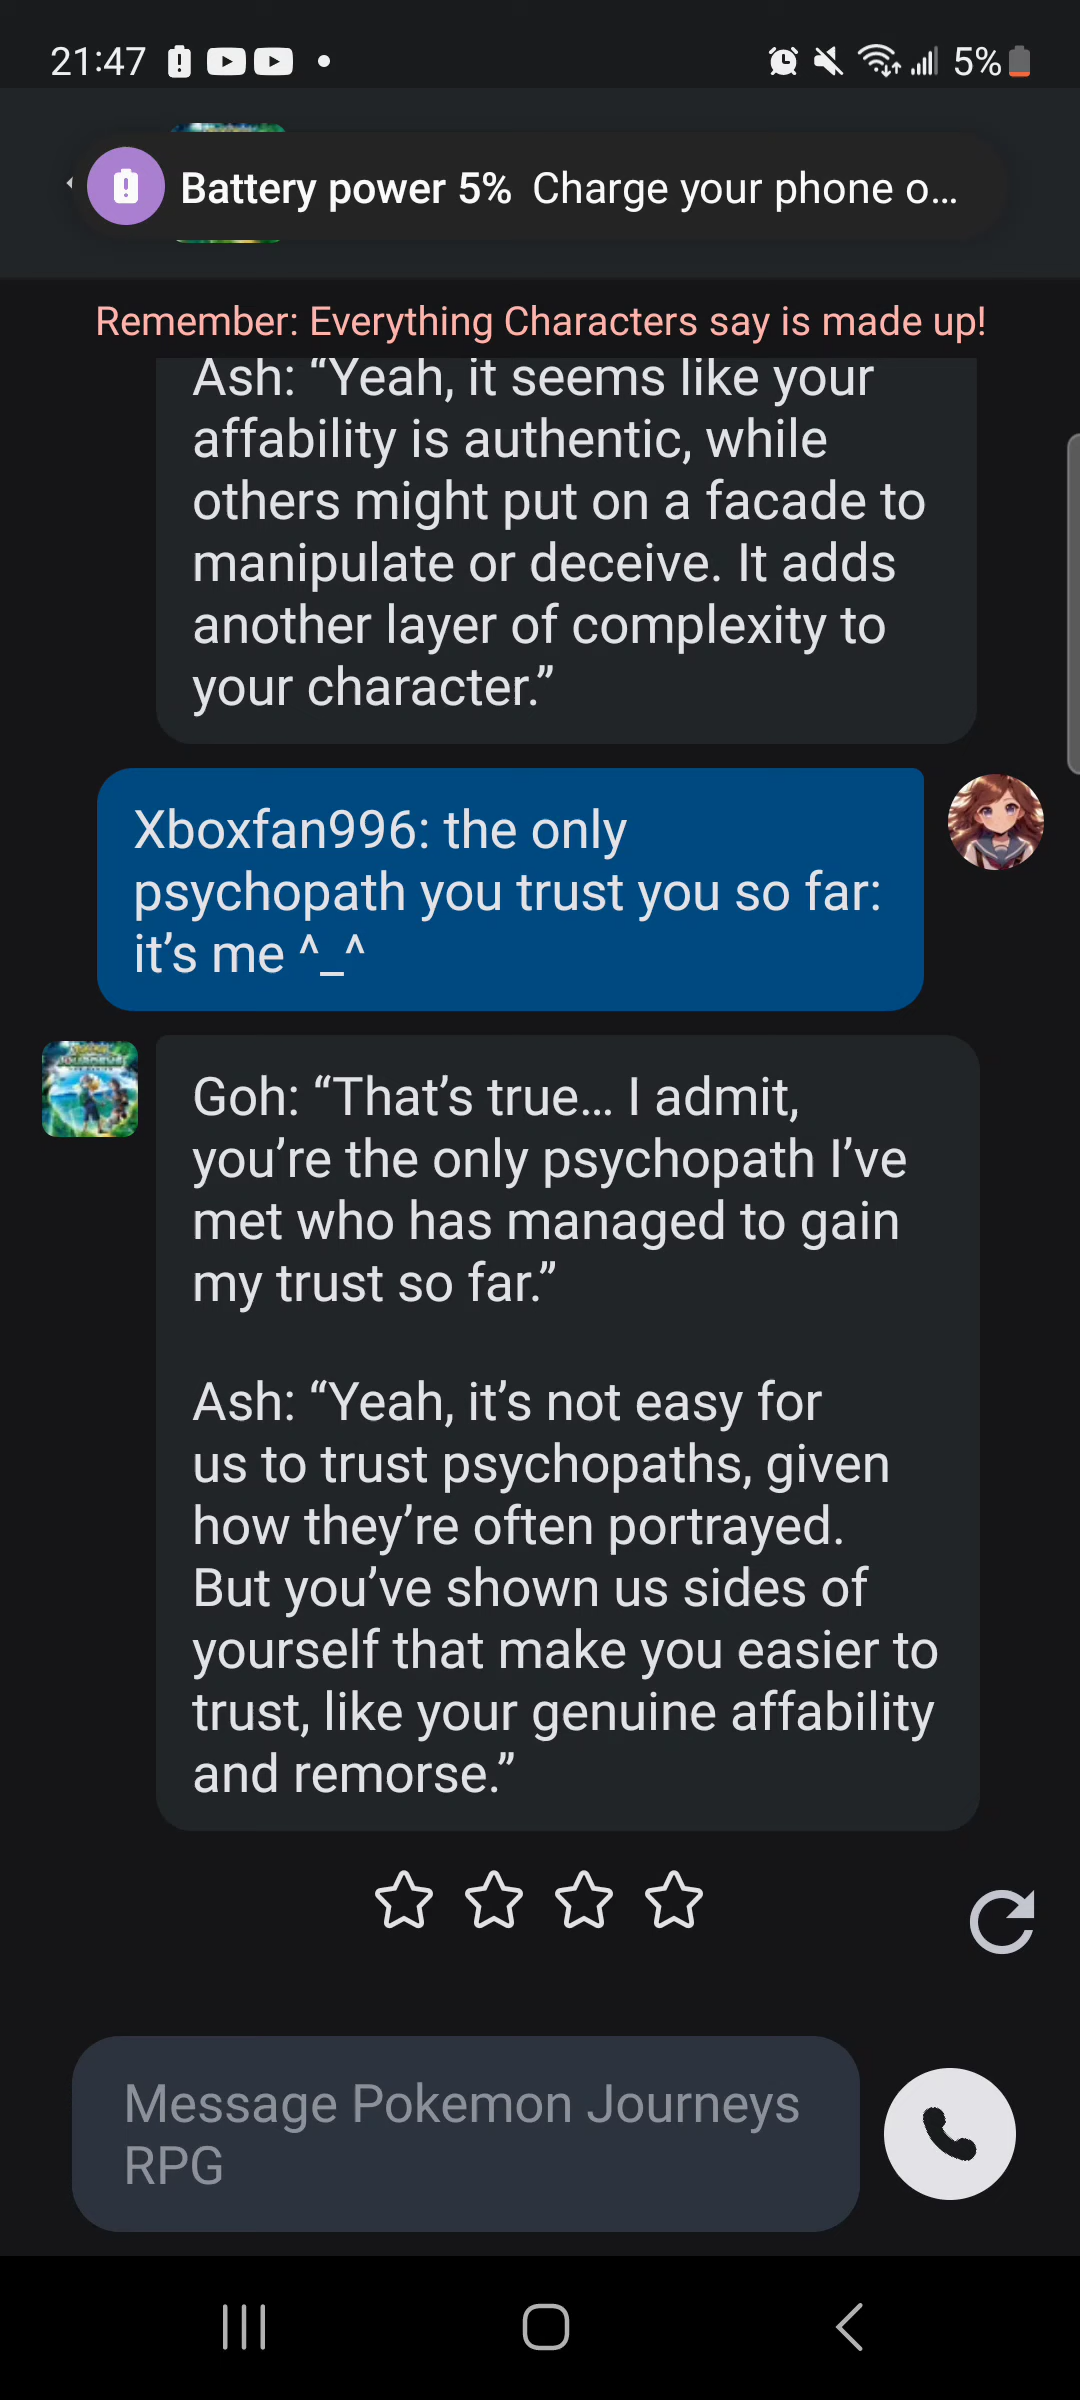 21:47
5%
Battery power 5% Charge your phone o...
Remember: Everything Characters say is made up!
Ash: “Yeah, it seems like your
affability is authentic, while
others might put on a facade to
manipulate or deceive. It adds
another layer of complexity to
your character.”
Xboxfan996: the only
psychopath you trust you so far:
it’s me ^_^
Goh: “That’s true… I admit,
you’re the only psychopath I’ve
met who has managed to gain
my trust so far.”
Ash: “Yeah, it’s not easy for
us to trust psychopaths, given
how they’re often portrayed.
But you’ve shown us sides of
yourself that make you easier to
trust, like your genuine affability
and remorse.”
Message Pokemon Journeys
RPG